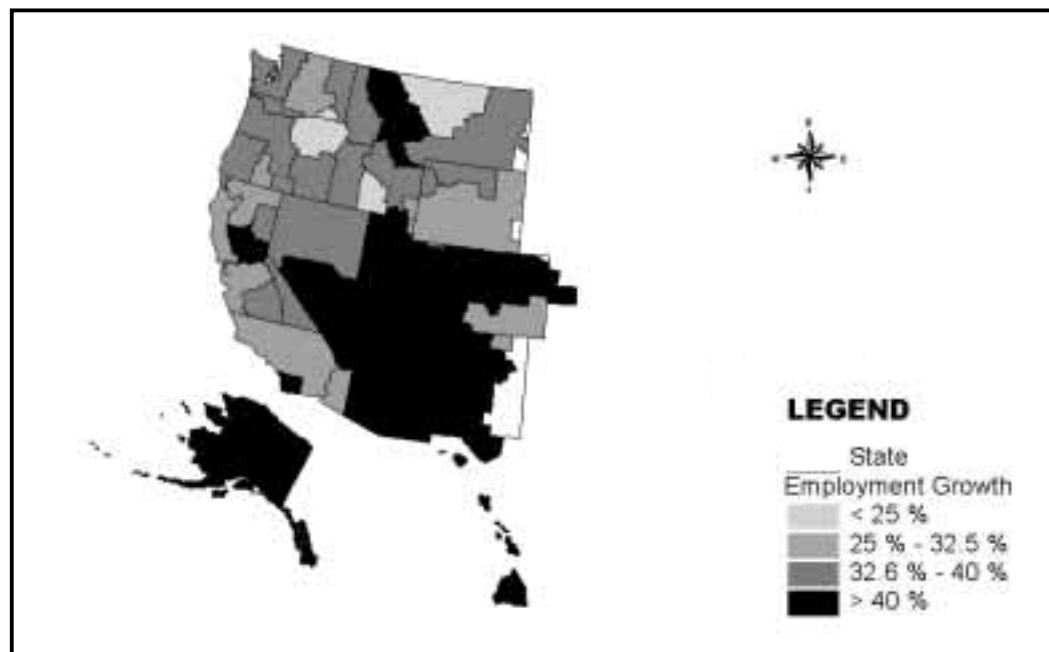 LEGEND
State
Employment Growth
< 25 %
25 % - 32.5 %
32.6 % - 40 %
> 40 %